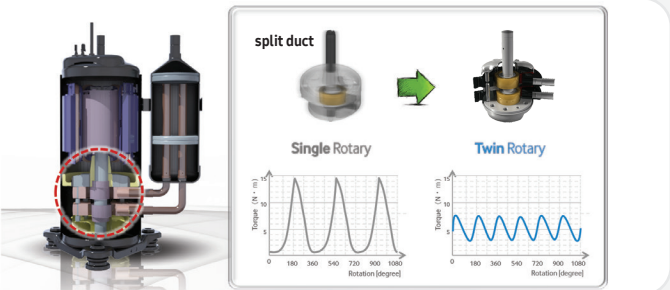 split duct
Single Rotary
Twin Rotary
Torque (N・m)
15
10
5
0 180 360 540 720 900 1080
Rotation [degree]
Torque (N・m)
15
10
5
0 180 360 540 720 900 1080
Rotation [degree]